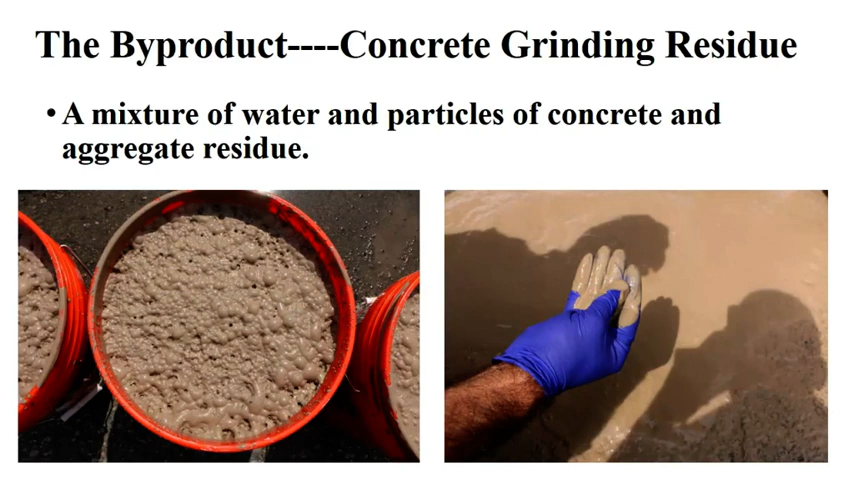 The Byproduct----Concrete Grinding Residue
• A mixture of water and particles of concrete and
aggregate residue.